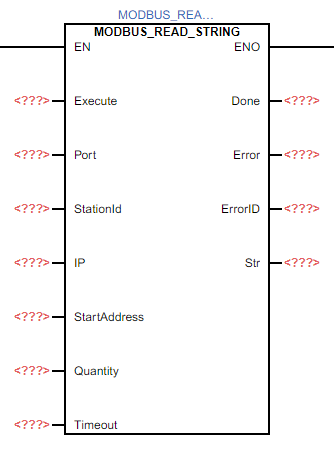 MODBUS_REA...
MODBUS_READ_STRING
EN ENO
<???> Execute Done <???>
<???> Port Error <???>
<???> StationId ErrorID <???>
<???> IP Str <???>
<???> StartAddress
<???> Quantity
<???> Timeout